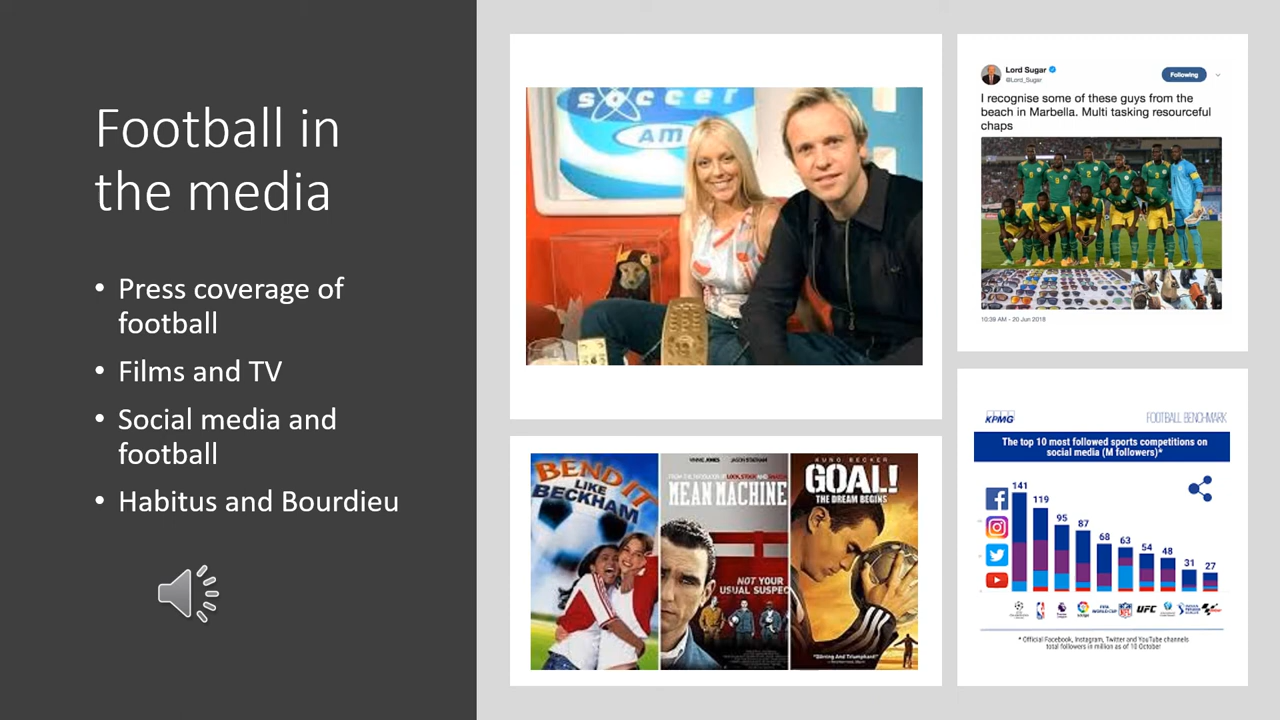 Football in
the media
• Press coverage of
football
• Films and TV
• Social media and
football
• Habitus and Bourdieu
soccer
AM
Lord Sugar
@Lord_Sugar
Following
I recognise some of these guys from the
beach in Marbella. Multi tasking resourceful
chaps
10:39 AM - 20 Jun 2018
BEND IT
LIKE
BECKHAM
VINNIE JONES JASON STATHAM
MEAN MACHINE
NOT YOUR
USUAL SUSPEC
KUNO BECKER
GOAL!
THE DREAM BEGINS
KPMG
FOOTBALL BENCHMARK
The top 10 most followed sports competitions on
social media (M followers)*
141
119
95
87
68
63
54
48
31
27
FIFA
WORLD CUP
NFL
UFC
* Official Facebook, Instagram, Twitter and YouTube channels
total followers in million as of 10 October